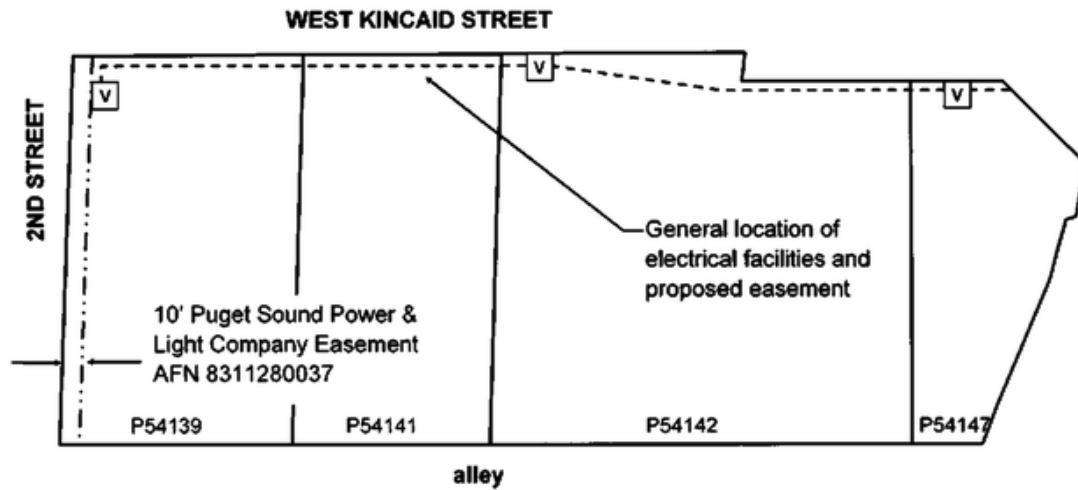 WEST KINCAID STREET
V
V
V
2ND STREET
General location of
electrical facilities and
proposed easement
10' Puget Sound Power &
Light Company Easement
AFN 8311280037
P54139
P54141
P54142
P54147
alley